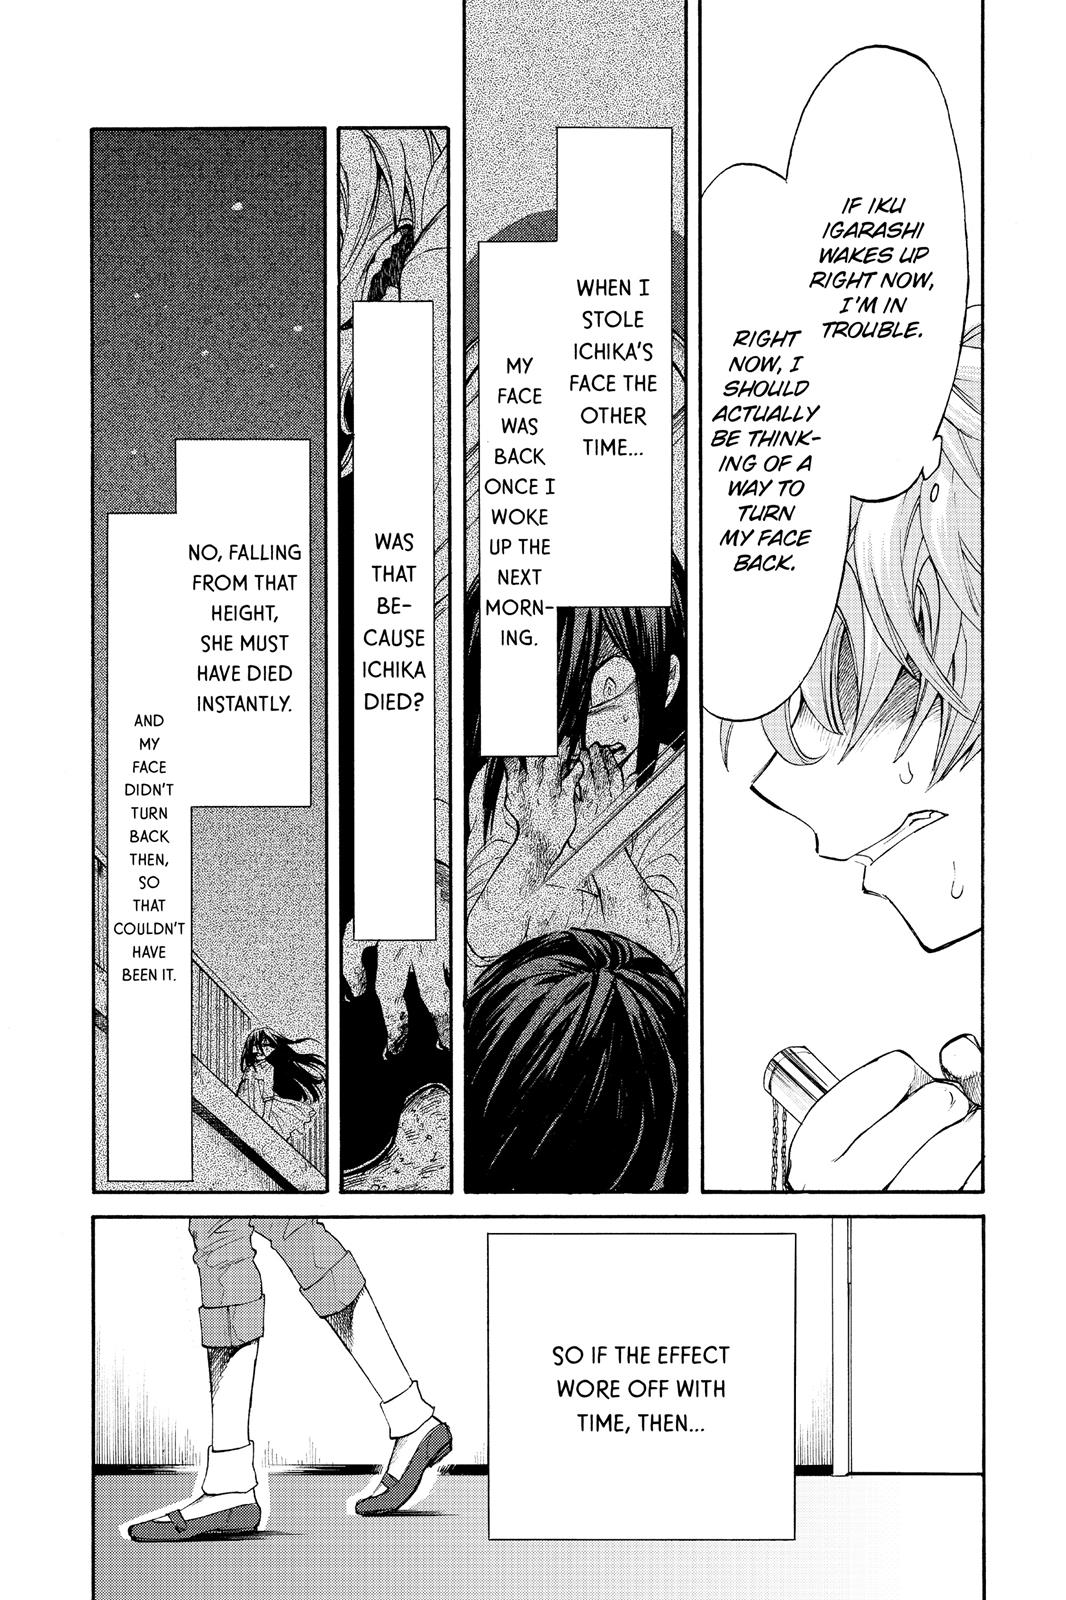 IF IKU
IGARASHI
WAKES UP
RIGHT NOW,
I'M IN
TROUBLE.
RIGHT
NOW, I
SHOULD
ACTUALLY
BE THINK-
ING OF A
WAY TO
TURN
MY FACE
BACK.
WHEN I
STOLE
ICHIKA'S
FACE THE
OTHER
TIME...
MY
FACE
WAS
BACK
ONCE I
WOKE
UP THE
NEXT
MORN-
ING.
WAS
THAT
BE-
CAUSE
ICHIKA
DIED?
NO, FALLING
FROM THAT
HEIGHT,
SHE MUST
HAVE DIED
INSTANTLY.
AND
MY
FACE
DIDN'T
TURN
BACK
THEN,
SO
THAT
COULDN'T
HAVE
BEEN IT.
SO IF THE EFFECT
WORE OFF WITH
TIME, THEN...